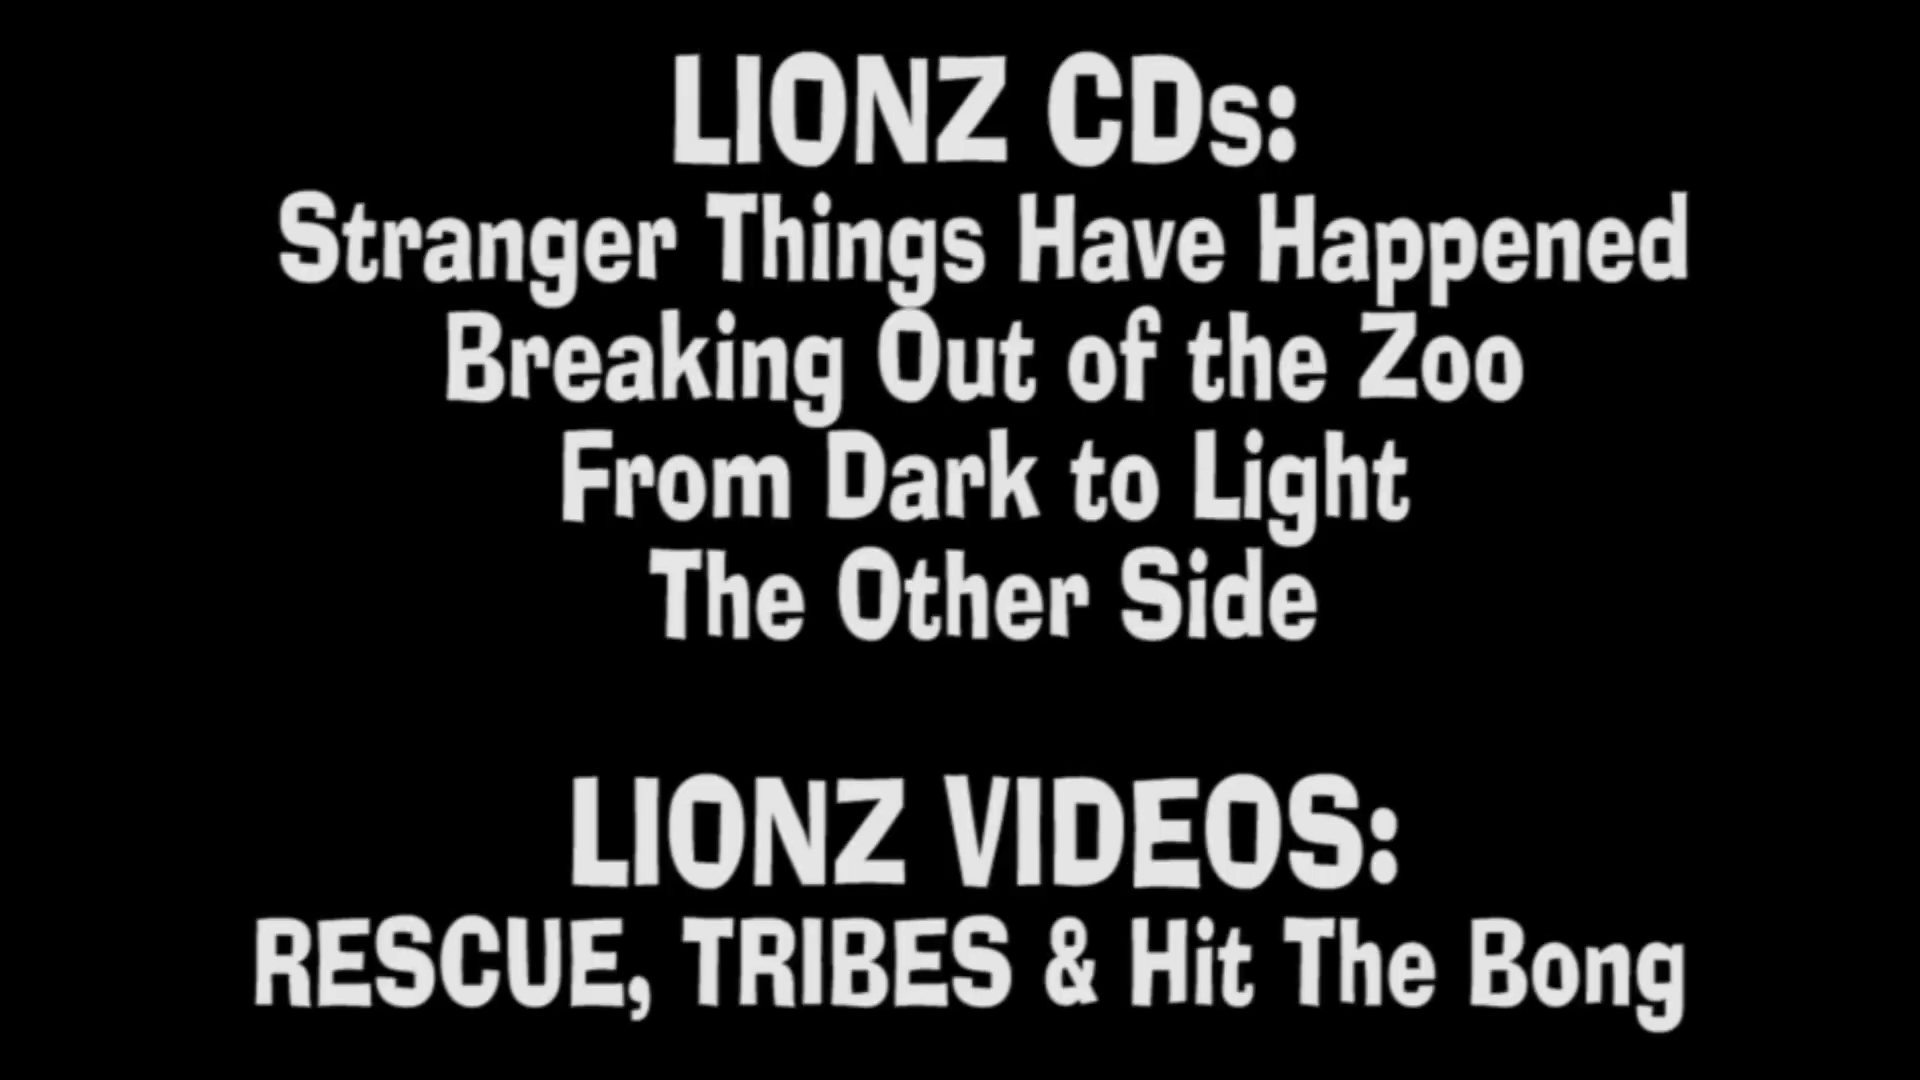 LIONZ CDs:
Stranger Things Have Happened
Breaking Out of the Zoo
From Dark to Light
The Other Side
LIONZ VIDEOS:
RESCUE, TRIBES & Hit The Bong